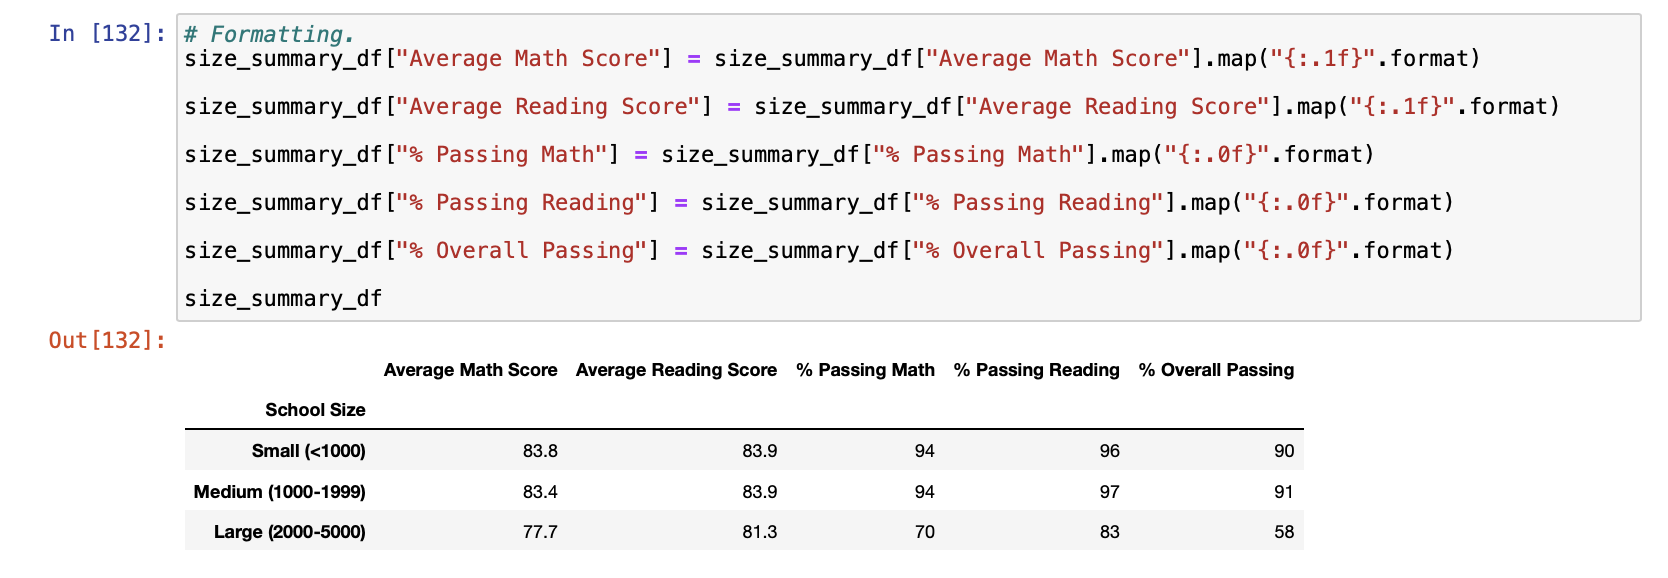 In [132]: # Formatting.
size_summary_df["Average Math Score"] = size_summary_df["Average Math Score"].map("{:.1f}".format)
size_summary_df["Average Reading Score"] = size_summary_df["Average Reading Score"].map("{:.1f}".format)
size_summary_df["% Passing Math"] = size_summary_df["% Passing Math"].map("{:.0f}".format)
size_summary_df["% Passing Reading"] = size_summary_df["% Passing Reading"].map("{:.0f}".format)
size_summary_df["% Overall Passing"] = size_summary_df["% Overall Passing"].map("{:.0f}".format)
size_summary_df
Out[132]:
Average Math Score Average Reading Score % Passing Math % Passing Reading % Overall Passing
School Size
Small (<1000) 83.8 83.9 94 96 90
Medium (1000-1999) 83.4 83.9 94 97 91
Large (2000-5000) 77.7 81.3 70 83 58